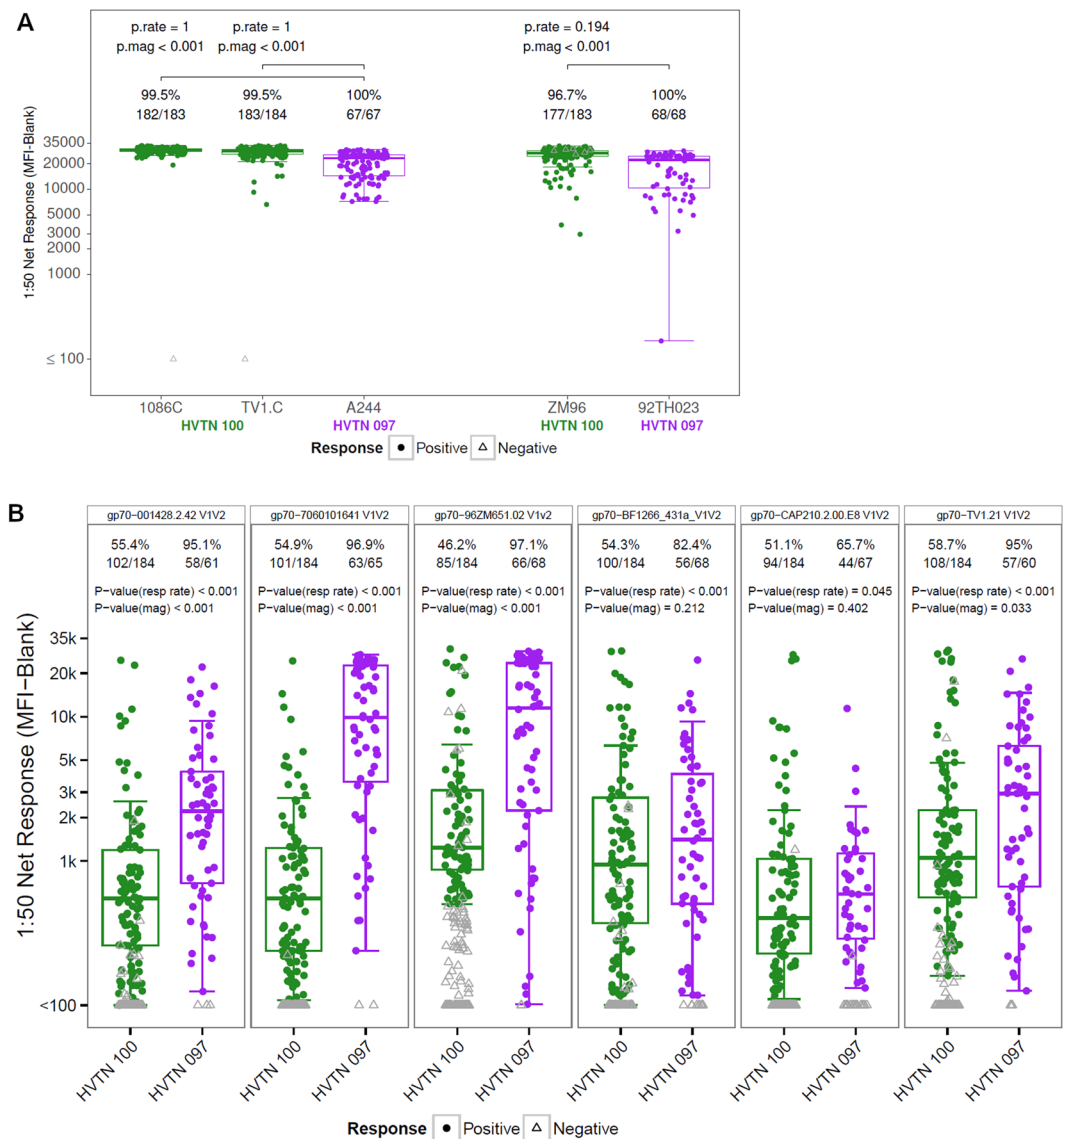 A
p.rate = 1 p.rate = 1 p.rate = 0.194
p.mag < 0.001 p.mag < 0.001 p.mag < 0.001
99.5% 99.5% 100% 96.7% 100%
182/183 183/184 67/67 177/183 68/68
1:50 Net Response (MFI-Blank)
35000
20000
10000
5000
3000
2000
1000
≤ 100
1086C TV1.C A244 ZM96 92TH023
HVTN 100 HVTN 097 HVTN 100 HVTN 097
Response Positive Negative
B
gp70−001428.2.42 V1V2 gp70−7060101641 V1V2 gp70−96ZM651.02 V1v2 gp70−BF1266_431a_V1V2 gp70−CAP210.2.00.E8 V1V2 gp70−TV1.21 V1V2
55.4% 95.1% 54.9% 96.9% 46.2% 97.1% 54.3% 82.4% 51.1% 65.7% 58.7% 95%
102/184 58/61 101/184 63/65 85/184 66/68 100/184 56/68 94/184 44/67 108/184 57/60
P−value(resp rate) < 0.001 P−value(resp rate) < 0.001 P−value(resp rate) < 0.001 P−value(resp rate) < 0.001 P−value(resp rate) = 0.045 P−value(resp rate) < 0.001
P−value(mag) < 0.001 P−value(mag) < 0.001 P−value(mag) < 0.001 P−value(mag) = 0.212 P−value(mag) = 0.402 P−value(mag) = 0.033
1:50 Net Response (MFI−Blank)
35k
20k
10k
5k
3k
2k
1k
<100
HVTN 100 HVTN 097 HVTN 100 HVTN 097 HVTN 100 HVTN 097 HVTN 100 HVTN 097 HVTN 100 HVTN 097 HVTN 100 HVTN 097
Response Positive Negative